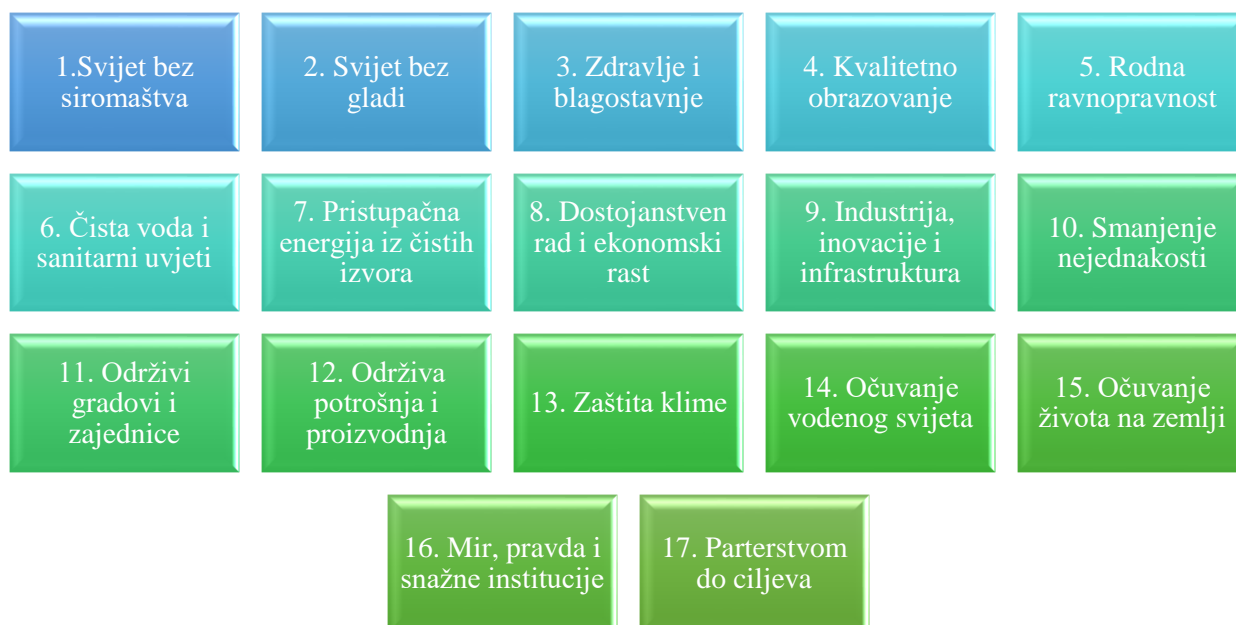 1.Svijet bez
siromaštva
2. Svijet bez
gladi
3. Zdravlje i
blagostavnje
4. Kvalitetno
obrazovanje
5. Rodna
ravnopravnost
6. Čista voda i
sanitarni uvjeti
7. Pristupačna
energija iz čistih
izvora
8. Dostojanstven
rad i ekonomski
rast
9. Industrija,
inovacije i
infrastruktura
10. Smanjenje
nejednakosti
11. Održivi
gradovi i
zajednice
12. Održiva
potrošnja i
proizvodnja
13. Zaštita klime
14. Očuvanje
vodenog svijeta
15. Očuvanje
života na zemlji
16. Mir, pravda i
snažne institucije
17. Parterstvom
do ciljeva